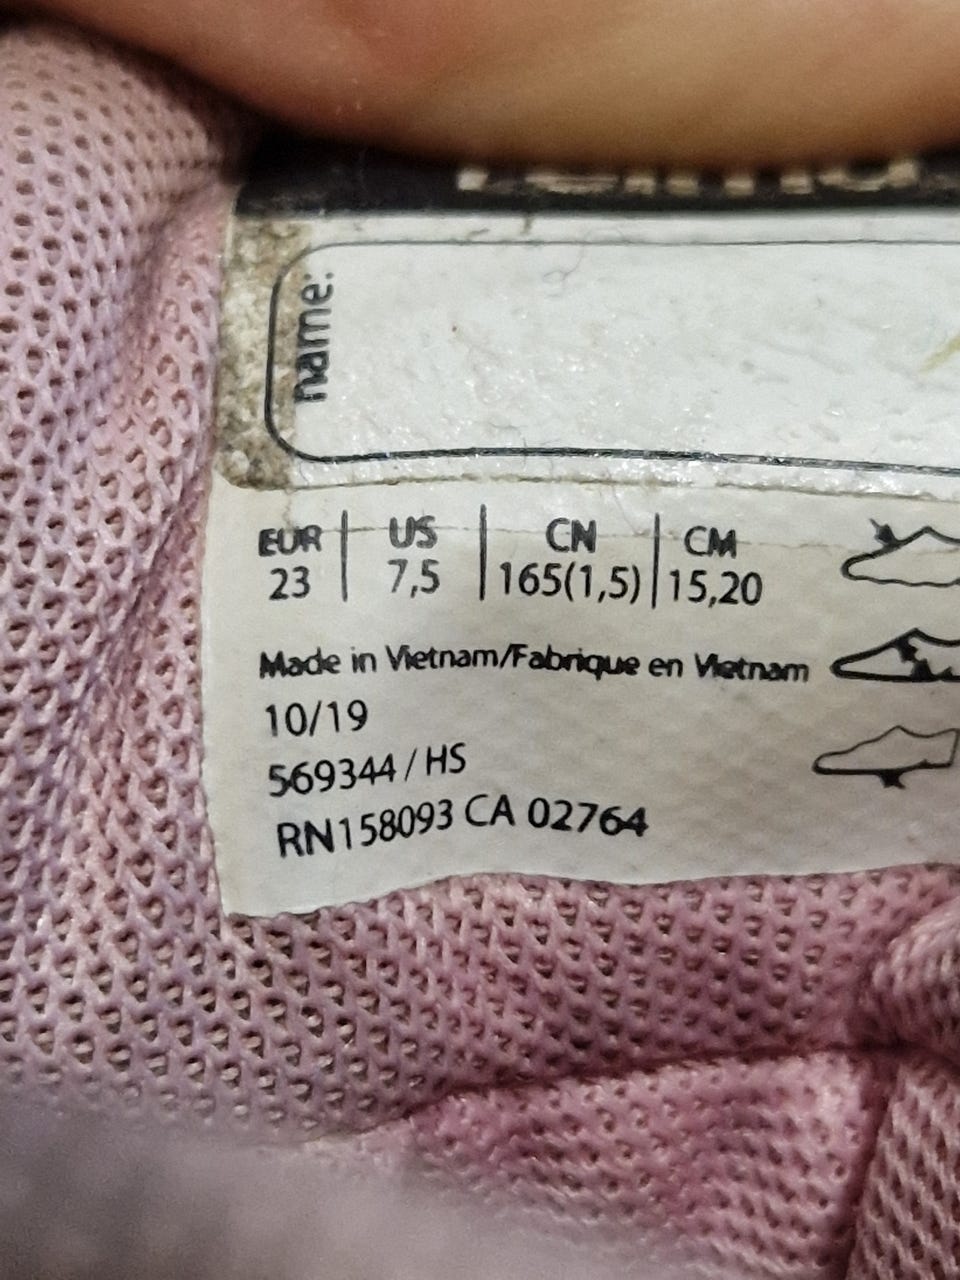 name:
EUR US CN CM
23 7,5 165(1,5) 15,20
Made in Vietnam/Fabrique en Vietnam
10/19
569344 / HS
RN158093 CA 02764